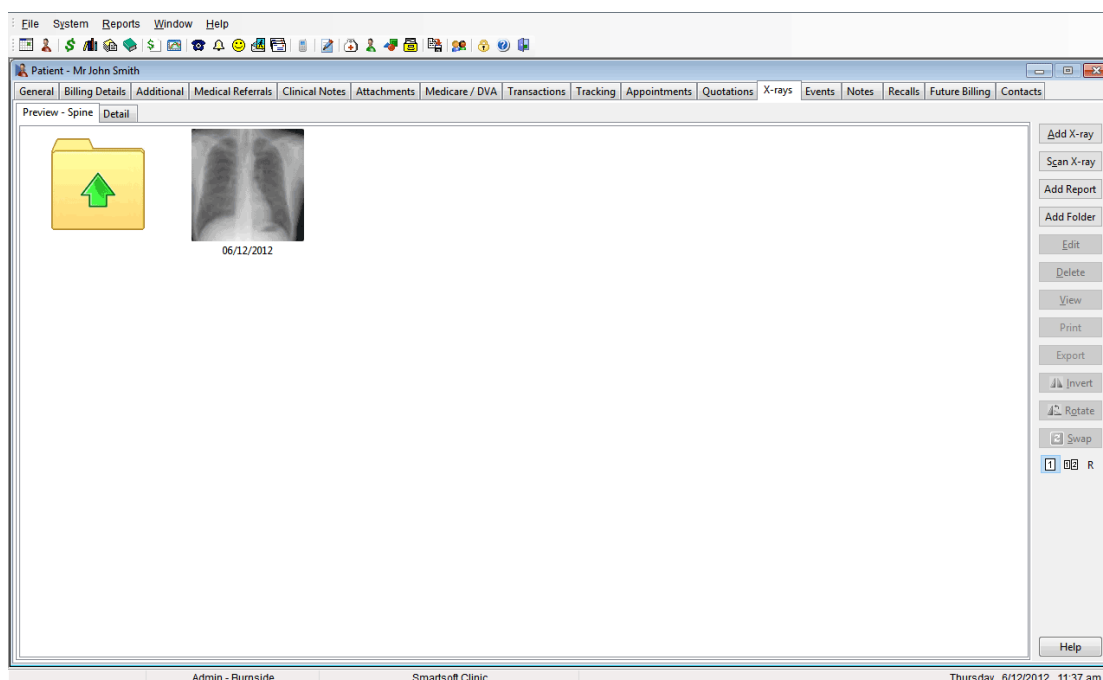 File System Reports Window Help
Patient - Mr John Smith
General Billing Details Additional Medical Referrals Clinical Notes Attachments Medicare / DVA Transactions Tracking Appointments Quotations X-rays Events Notes Recalls Future Billing Contacts
Preview - Spine Detail
06/12/2012
Add X-ray
Scan X-ray
Add Report
Add Folder
Edit
Delete
View
Print
Export
Invert
Rotate
Swap
1 1 2 R
Help
Admin - Burnside Smartsoft Clinic Thursday 6/12/2012 11:37 am